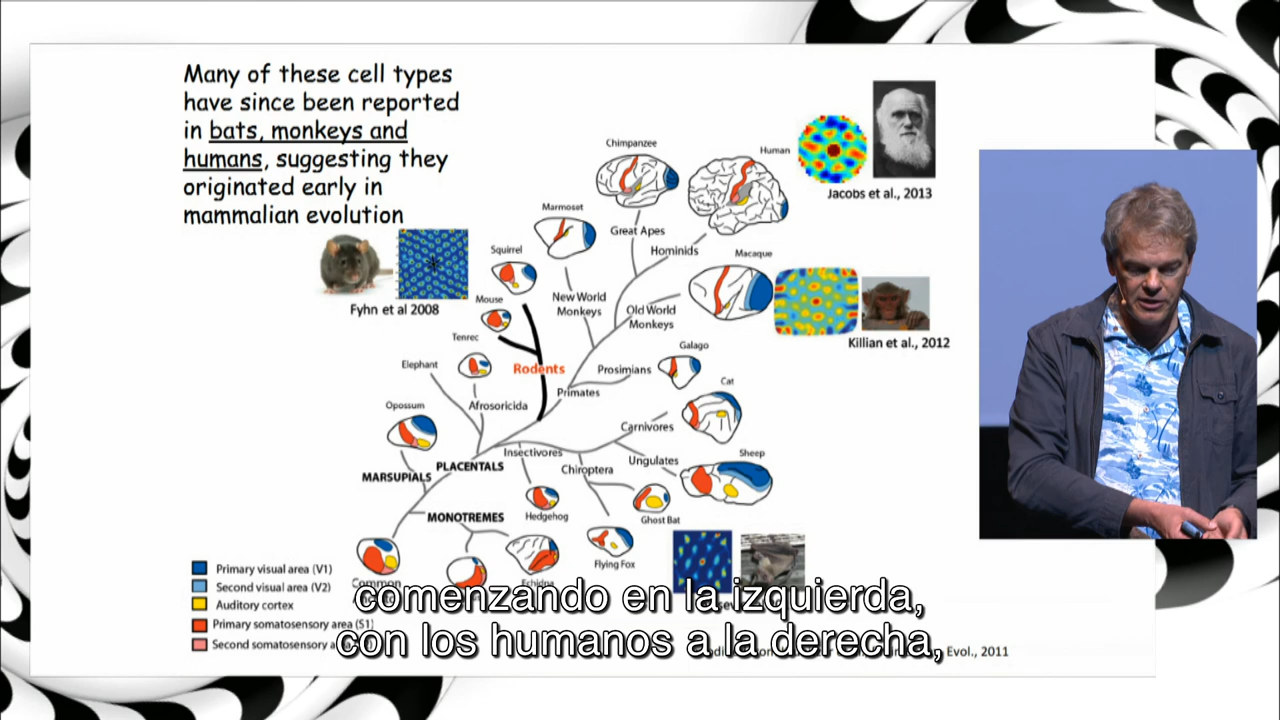 Many of these cell types
have since been reported
in bats, monkeys and
humans, suggesting they
originated early in
mammalian evolution
Chimpanzee
Human
Jacobs et al., 2013
Marmoset
Great Apes
Hominids
Squirrel
Macaque
Mouse
New World
Monkeys
Old World
Monkeys
Fyhn et al 2008
Killian et al., 2012
Tenrec
Galago
Elephant
Rodents
Prosimians
Cat
Primates
Opossum
Afrosoricida
Carnivores
Insectivores
Ungulates
Sheep
PLACENTALS
Chiroptera
MARSUPIALS
MONOTREMES
Hedgehog
Ghost Bat
Flying Fox
Echidna
Common
Primary visual area (V1)
Second visual area (V2)
Auditory cortex
Primary somatosensory area (S1)
Second somatosensory
Evol., 2011
comenzando en la izquierda,
con los humanos a la derecha,